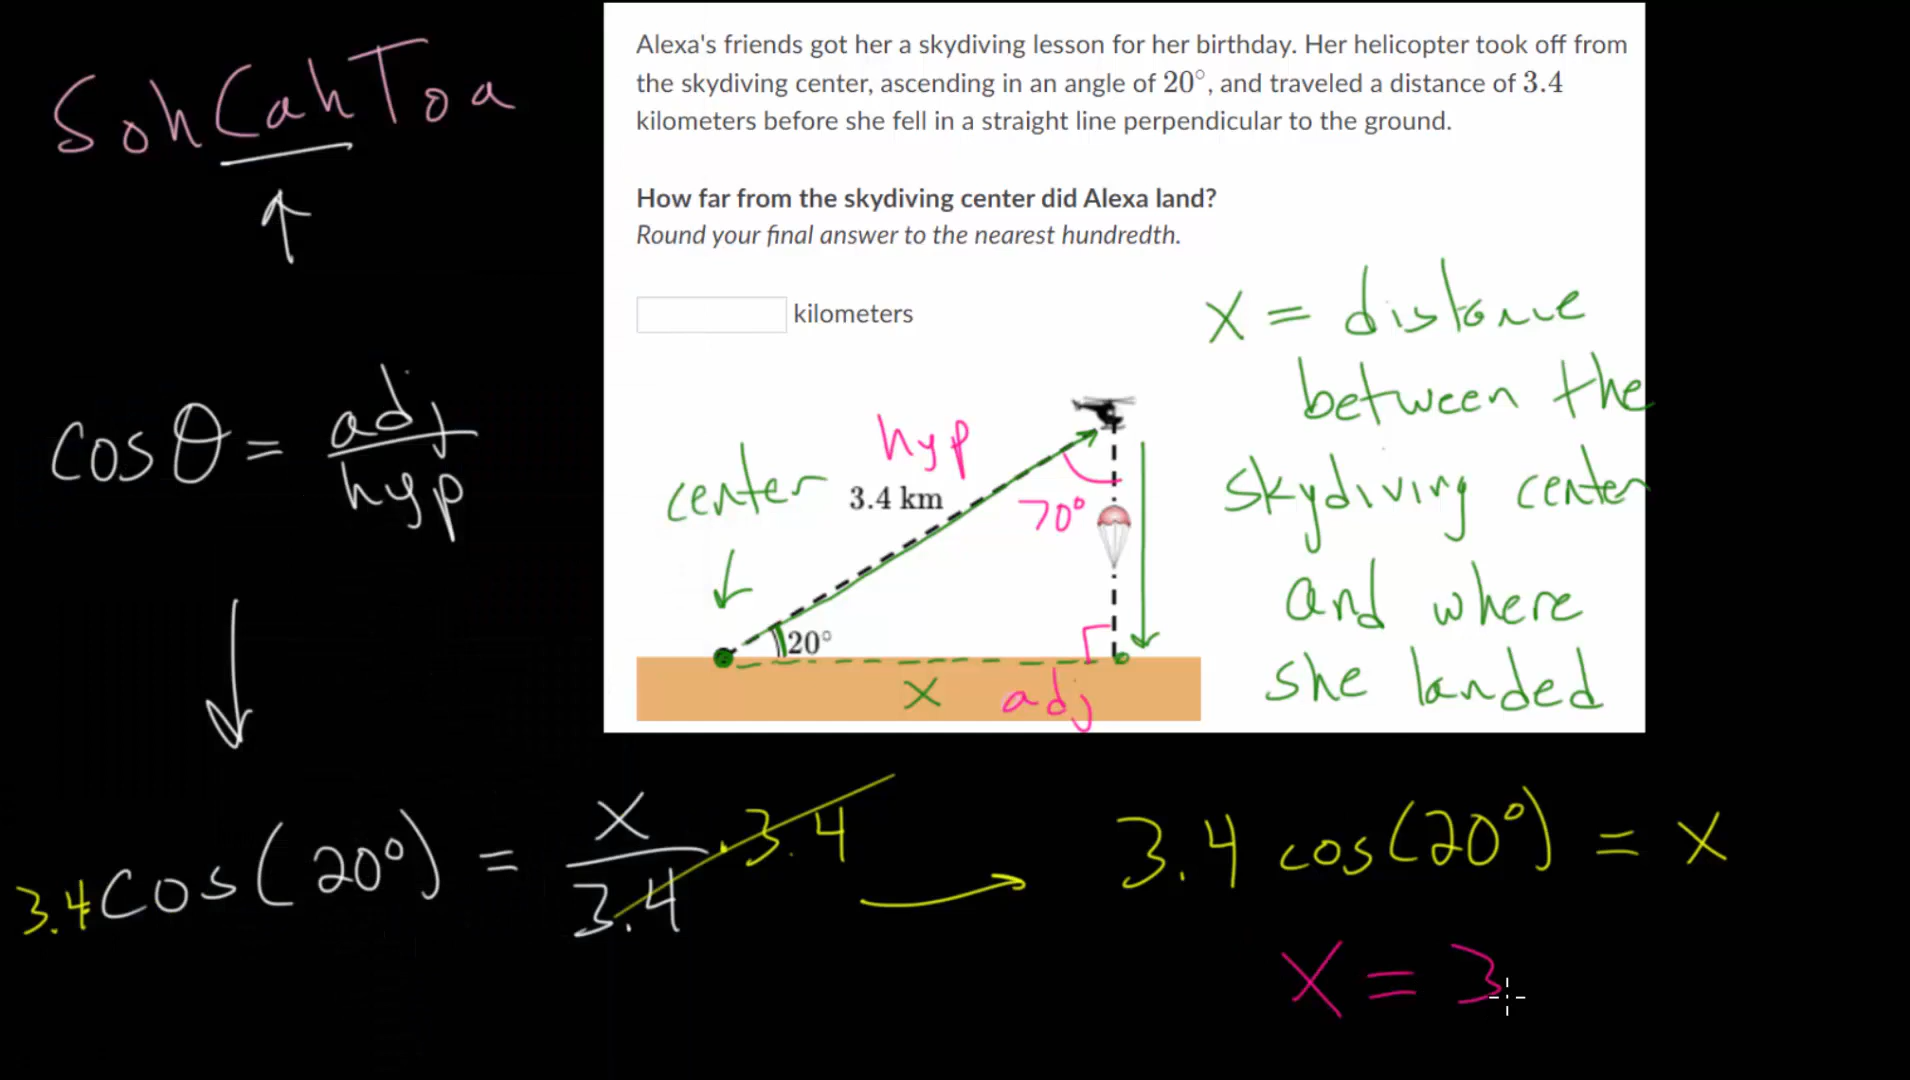 SohCahToa
Alexa's friends got her a skydiving lesson for her birthday. Her helicopter took off from
the skydiving center, ascending in an angle of 20°, and traveled a distance of 3.4
kilometers before she fell in a straight line perpendicular to the ground.
How far from the skydiving center did Alexa land?
Round your final answer to the nearest hundredth.
kilometers
x = distance
between the
skydiving center
and where
she landed
cos θ = adj/hyp
center
hyp
3.4 km
70°
20°
x adj
3.4 cos(20°) = x/3.4 · 3.4
3.4 cos(20°) = x
x = 3